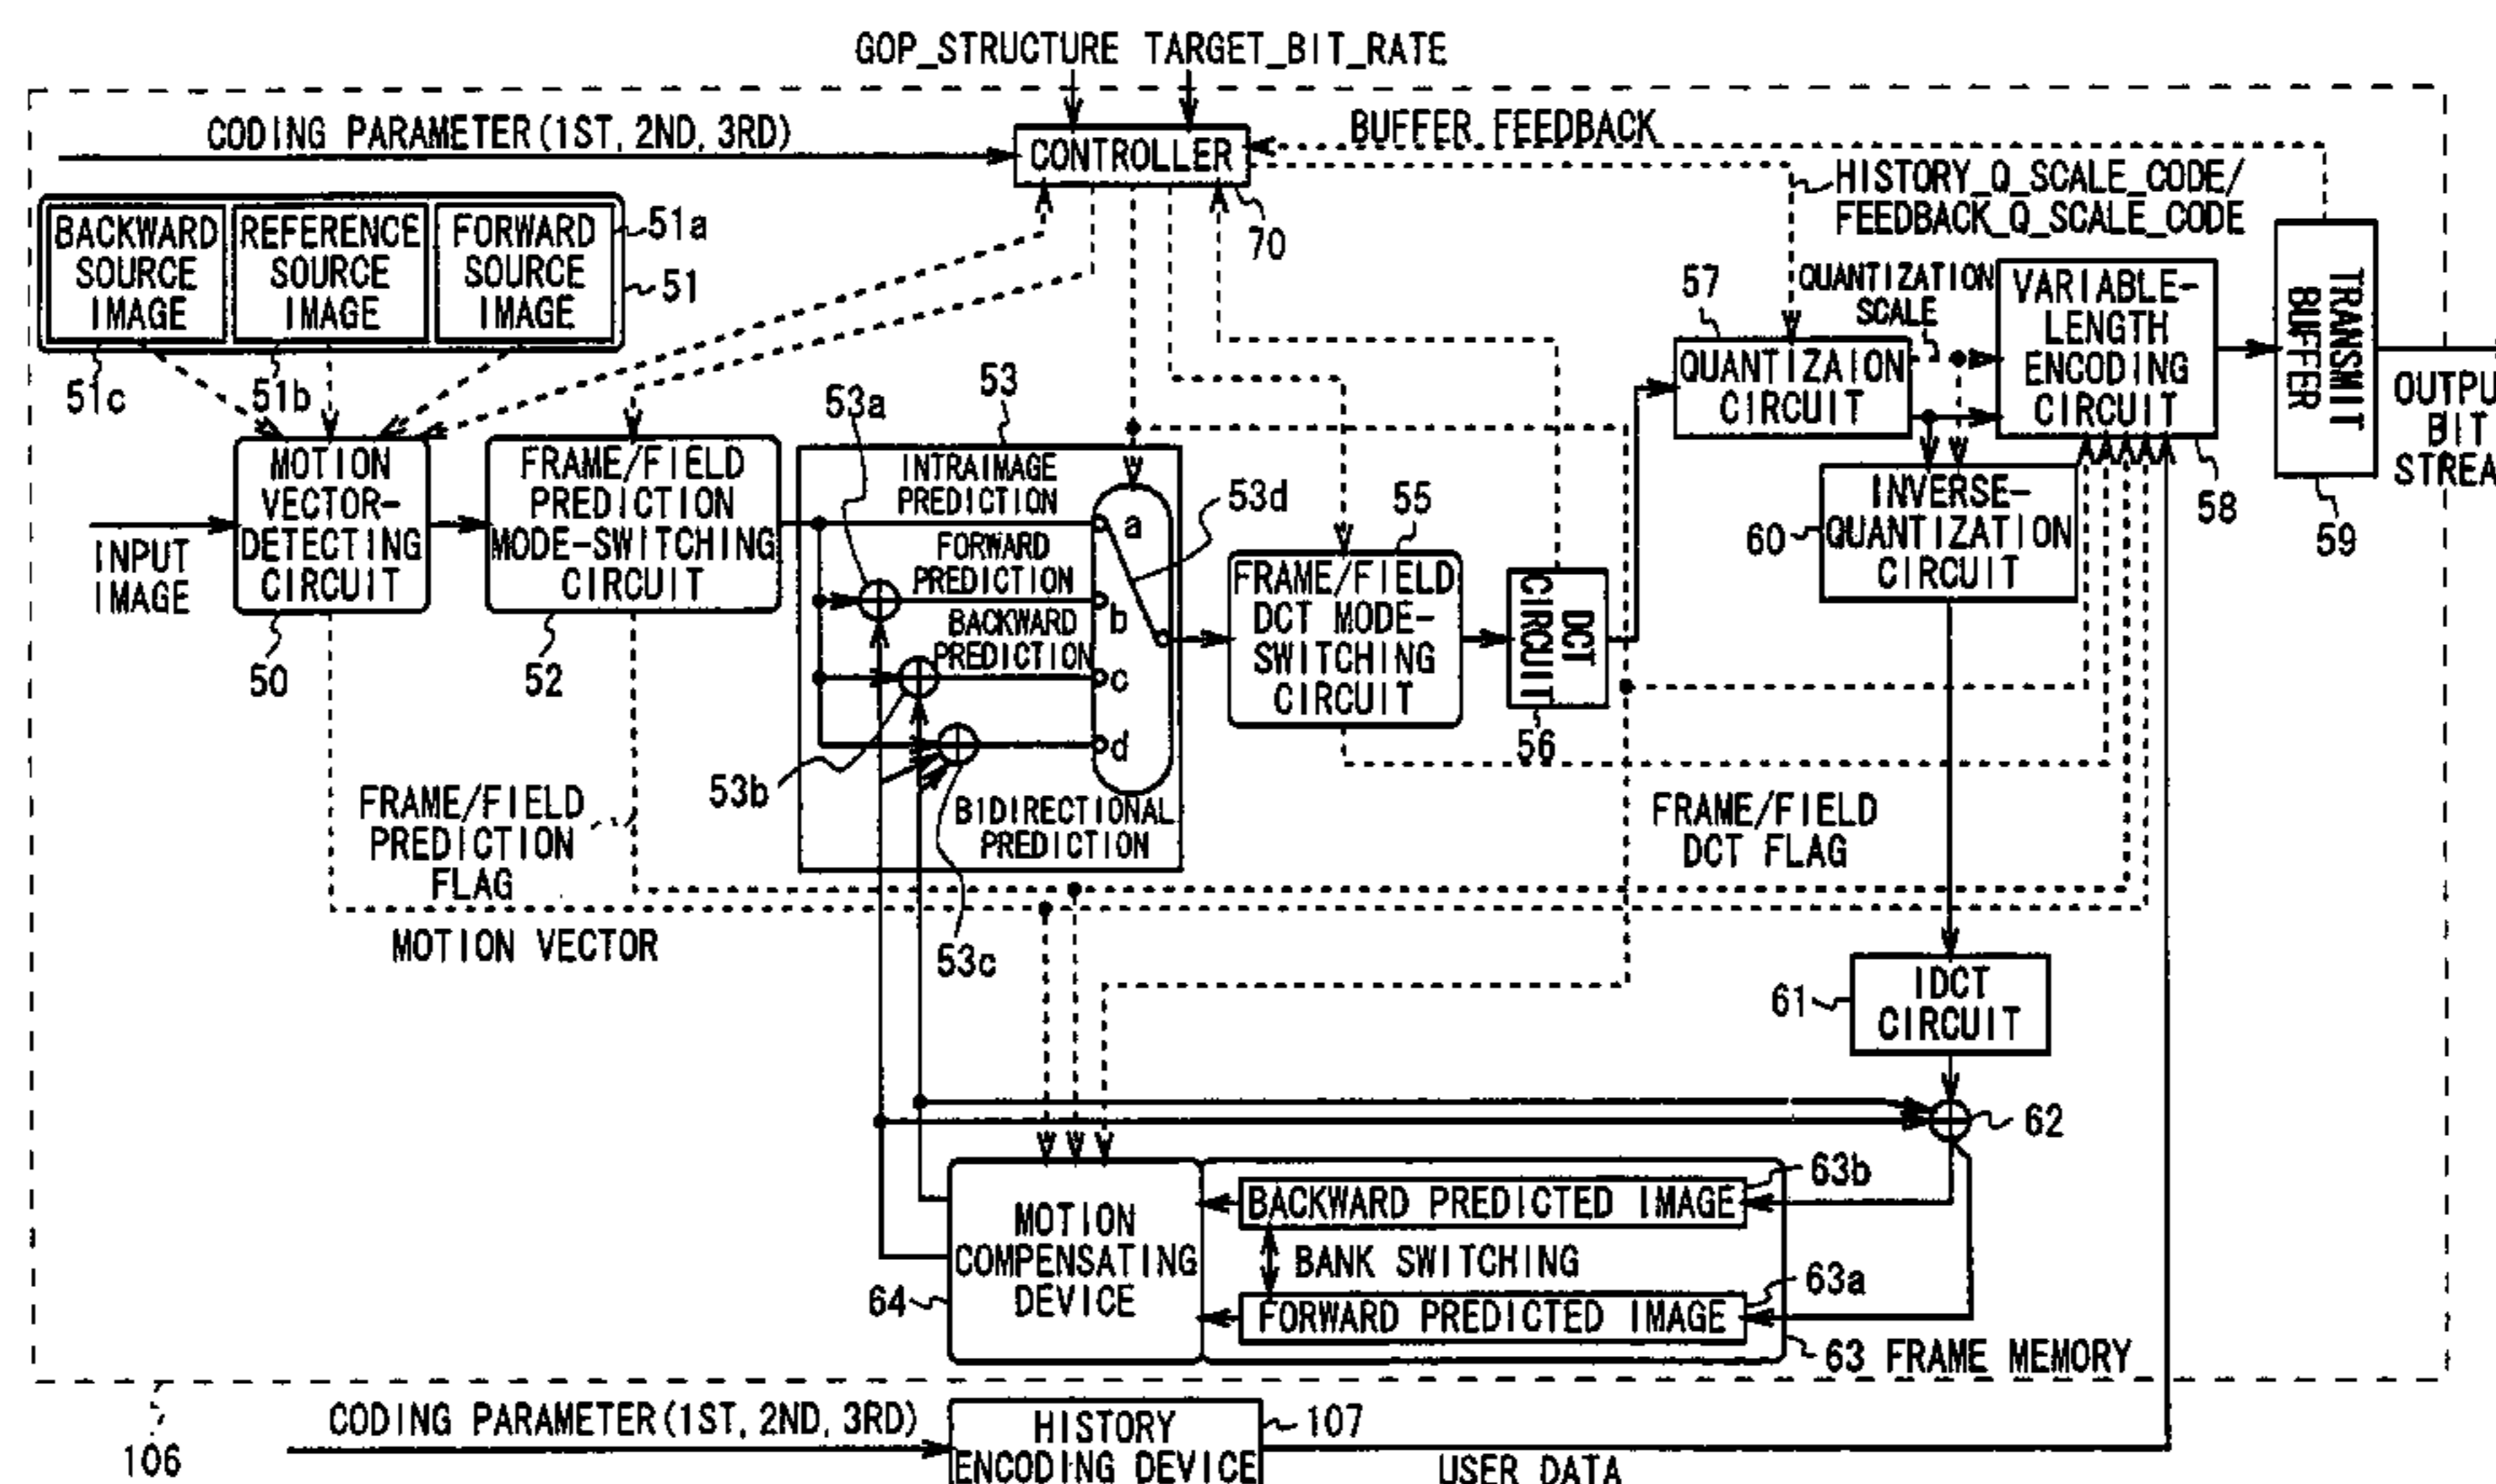 GOP_STRUCTURE TARGET_BIT_RATE
CODING PARAMETER(1ST, 2ND, 3RD)
CONTROLLER
70
BUFFER FEEDBACK
HISTORY_Q_SCALE_CODE/
FEEDBACK_Q_SCALE_CODE
BACKWARD
SOURCE
IMAGE
51c
REFERENCE
SOURCE
IMAGE
51b
FORWARD
SOURCE
IMAGE
51a
51
INPUT
IMAGE
MOTION
VECTOR-
DETECTING
CIRCUIT
50
FRAME/FIELD
PREDICTION
MODE-SWITCHING
CIRCUIT
52
53
53a
INTRAIMAGE
PREDICTION
FORWARD
PREDICTION
BACKWARD
PREDICTION
BIDIRECTIONAL
PREDICTION
a
b
c
d
53d
53b
53c
55
FRAME/FIELD
DCT MODE-
SWITCHING
CIRCUIT
DCT
CIRCUIT
56
57
QUANTIZAION
CIRCUIT
QUANTIZATION
SCALE
VARIABLE-
LENGTH
ENCODING
CIRCUIT
58
TRANSMIT
BUFFER
59
OUTPU
BIT
STREA
60
INVERSE-
QUANTIZATION
CIRCUIT
FRAME/FIELD
PREDICTION
FLAG
MOTION VECTOR
FRAME/FIELD
DCT FLAG
61
IDCT
CIRCUIT
62
MOTION
COMPENSATING
DEVICE
64
BACKWARD PREDICTED IMAGE
63b
BANK SWITCHING
FORWARD PREDICTED IMAGE
63a
63 FRAME MEMORY
106
CODING PARAMETER(1ST, 2ND, 3RD)
HISTORY
ENCODING DEVICE
107
USER DATA